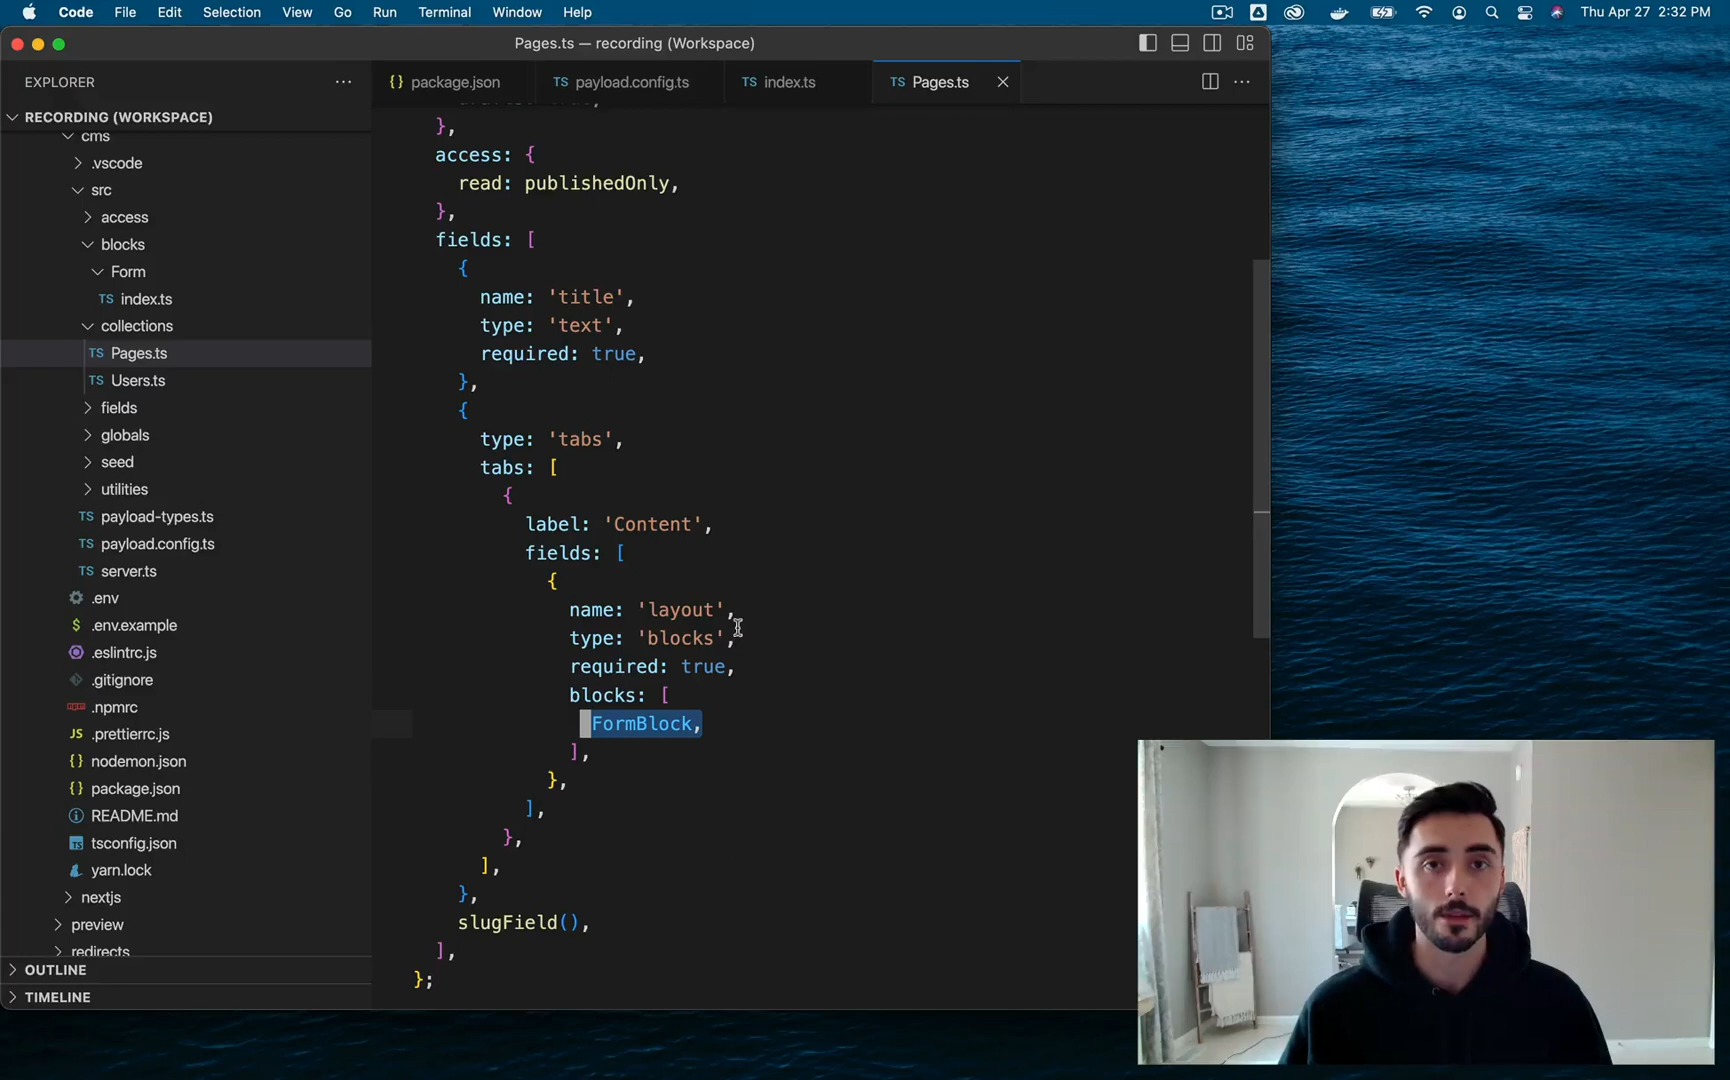 Code File Edit Selection View Go Run Terminal Window Help Thu Apr 27 2:32 PM
Pages.ts — recording (Workspace)
EXPLORER
RECORDING (WORKSPACE)
cms
.vscode
src
access
blocks
Form
TS index.ts
collections
TS Pages.ts
TS Users.ts
fields
globals
seed
utilities
TS payload-types.ts
TS payload.config.ts
TS server.ts
.env
$ .env.example
.eslintrc.js
.gitignore
.npmrc
JS .prettierrc.js
{} nodemon.json
{} package.json
README.md
tsconfig.json
yarn.lock
nextjs
preview
redirects
OUTLINE
TIMELINE
{} package.json TS payload.config.ts TS index.ts TS Pages.ts
},
access: {
read: publishedOnly,
},
fields: [
{
name: 'title',
type: 'text',
required: true,
},
{
type: 'tabs',
tabs: [
{
label: 'Content',
fields: [
{
name: 'layout',
type: 'blocks',
required: true,
blocks: [
FormBlock,
],
},
],
},
],
},
slugField(),
],
};